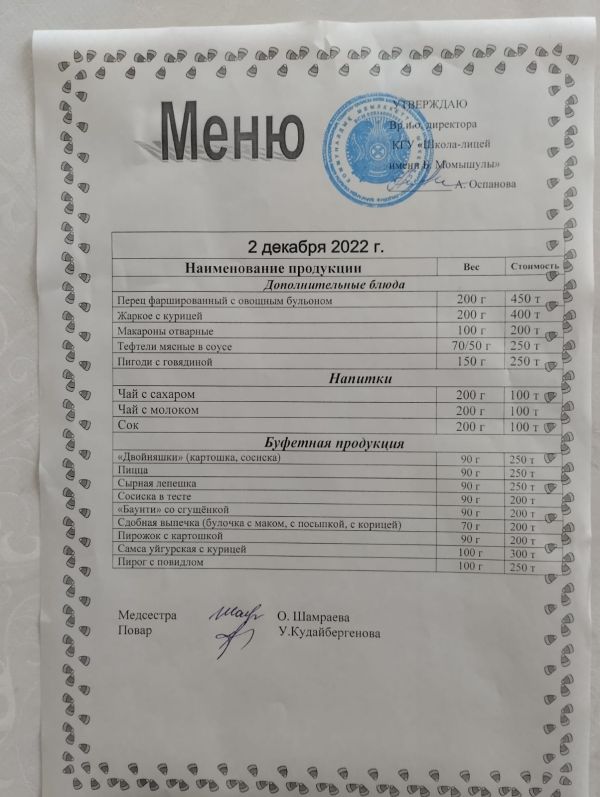 Меню
УТВЕРЖДАЮ
Вр.и.о. директора
КГУ «Школа-лицей
имени Б. Момышулы»
А. Оспанова
2 декабря 2022 г.
Наименование продукции Вес Стоимость
Дополнительные блюда
Перец фаршированный с овощным бульоном 200 г 450 т
Жаркое с курицей 200 г 400 т
Макароны отварные 100 г 200 т
Тефтели мясные в соусе 70/50 г 250 т
Пигоди с говядиной 150 г 250 т
Напитки
Чай с сахаром 200 г 100 т
Чай с молоком 200 г 100 т
Сок 200 г 100 т
Буфетная продукция
«Двойняшки» (картошка, сосиска) 90 г 250 т
Пицца 90 г 250 т
Сырная лепешка 90 г 250 т
Сосиска в тесте 90 г 200 т
«Баунти» со сгущёнкой 90 г 200 т
Сдобная выпечка (булочка с маком, с посыпкой, с корицей) 70 г 200 т
Пирожок с картошкой 90 г 200 т
Самса уйгурская с курицей 100 г 300 т
Пирог с повидлом 100 г 250 т
Медсестра О. Шамраева
Повар У.Кудайбергенова